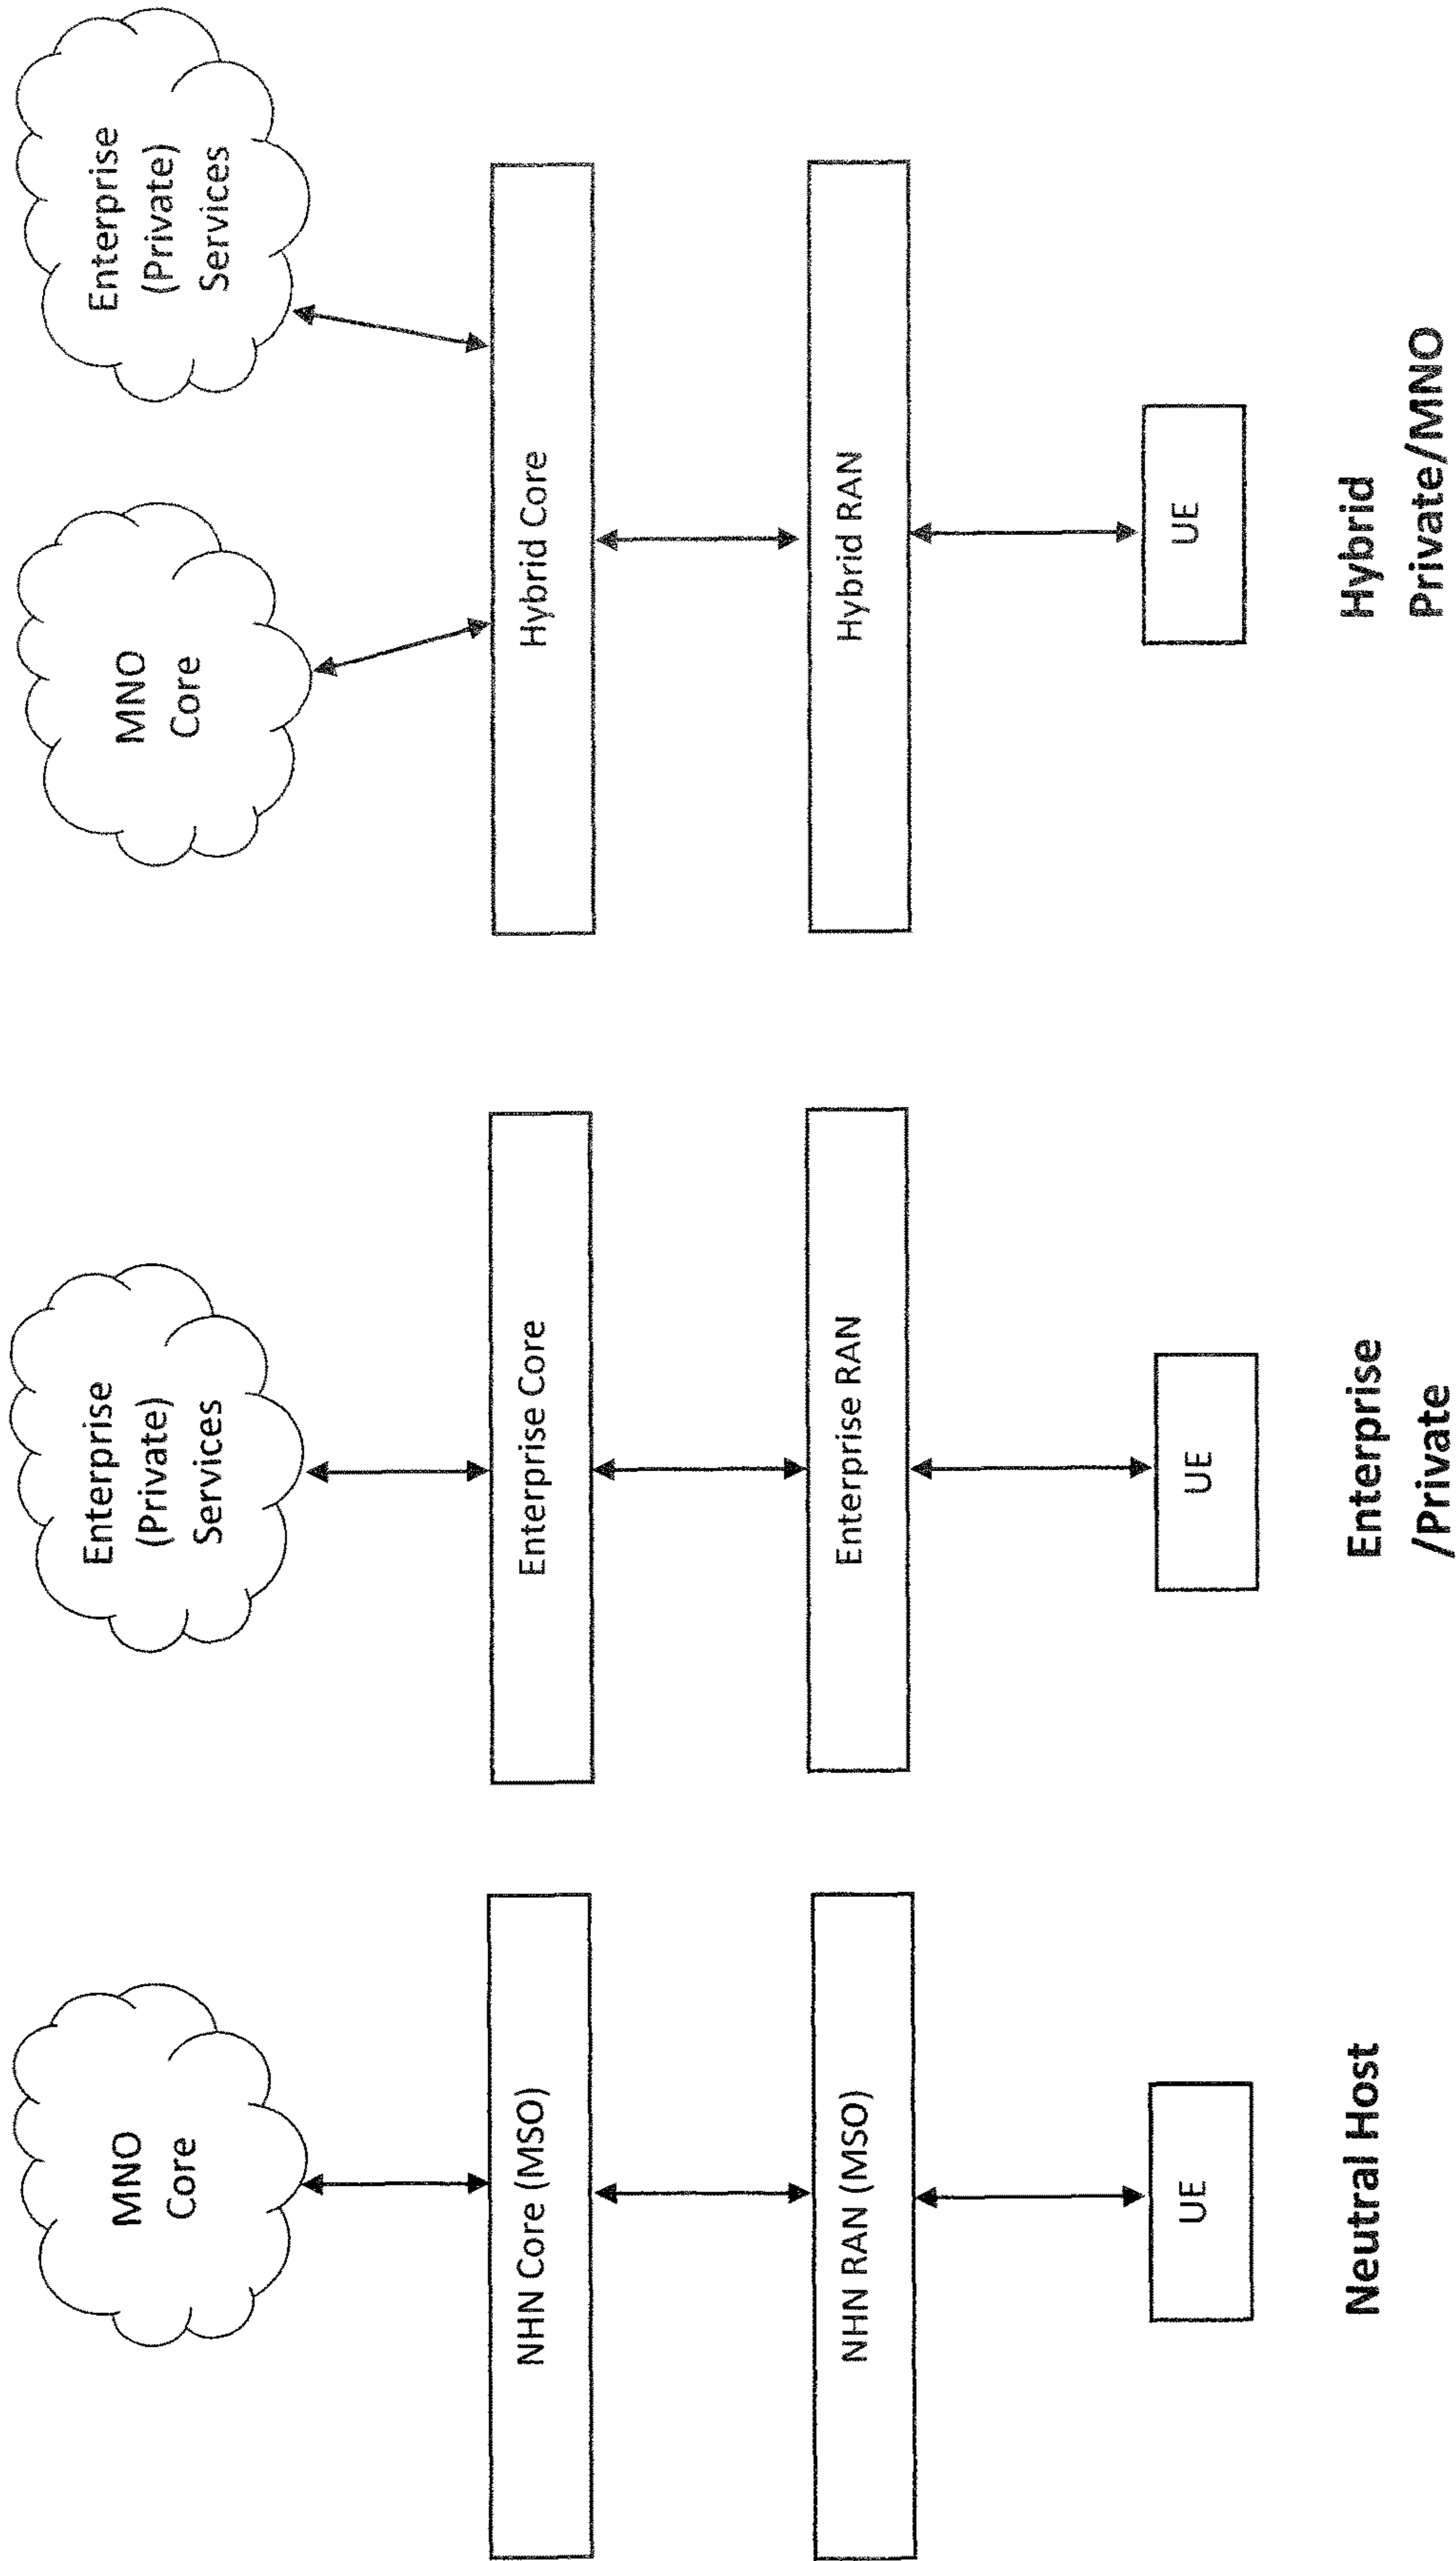 MNO
Core
NHN Core (MSO)
NHN RAN (MSO)
UE
Neutral Host
Enterprise
(Private)
Services
Enterprise Core
Enterprise RAN
UE
Enterprise
/Private
MNO
Core
Enterprise
(Private)
Services
Hybrid Core
Hybrid RAN
UE
Hybrid
Private/MNO